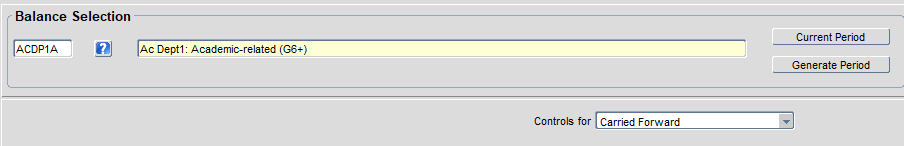 Balance Selection
ACDP1A ? Ac Dept1: Academic-related (G6+) Current Period
Generate Period
Controls for Carried Forward